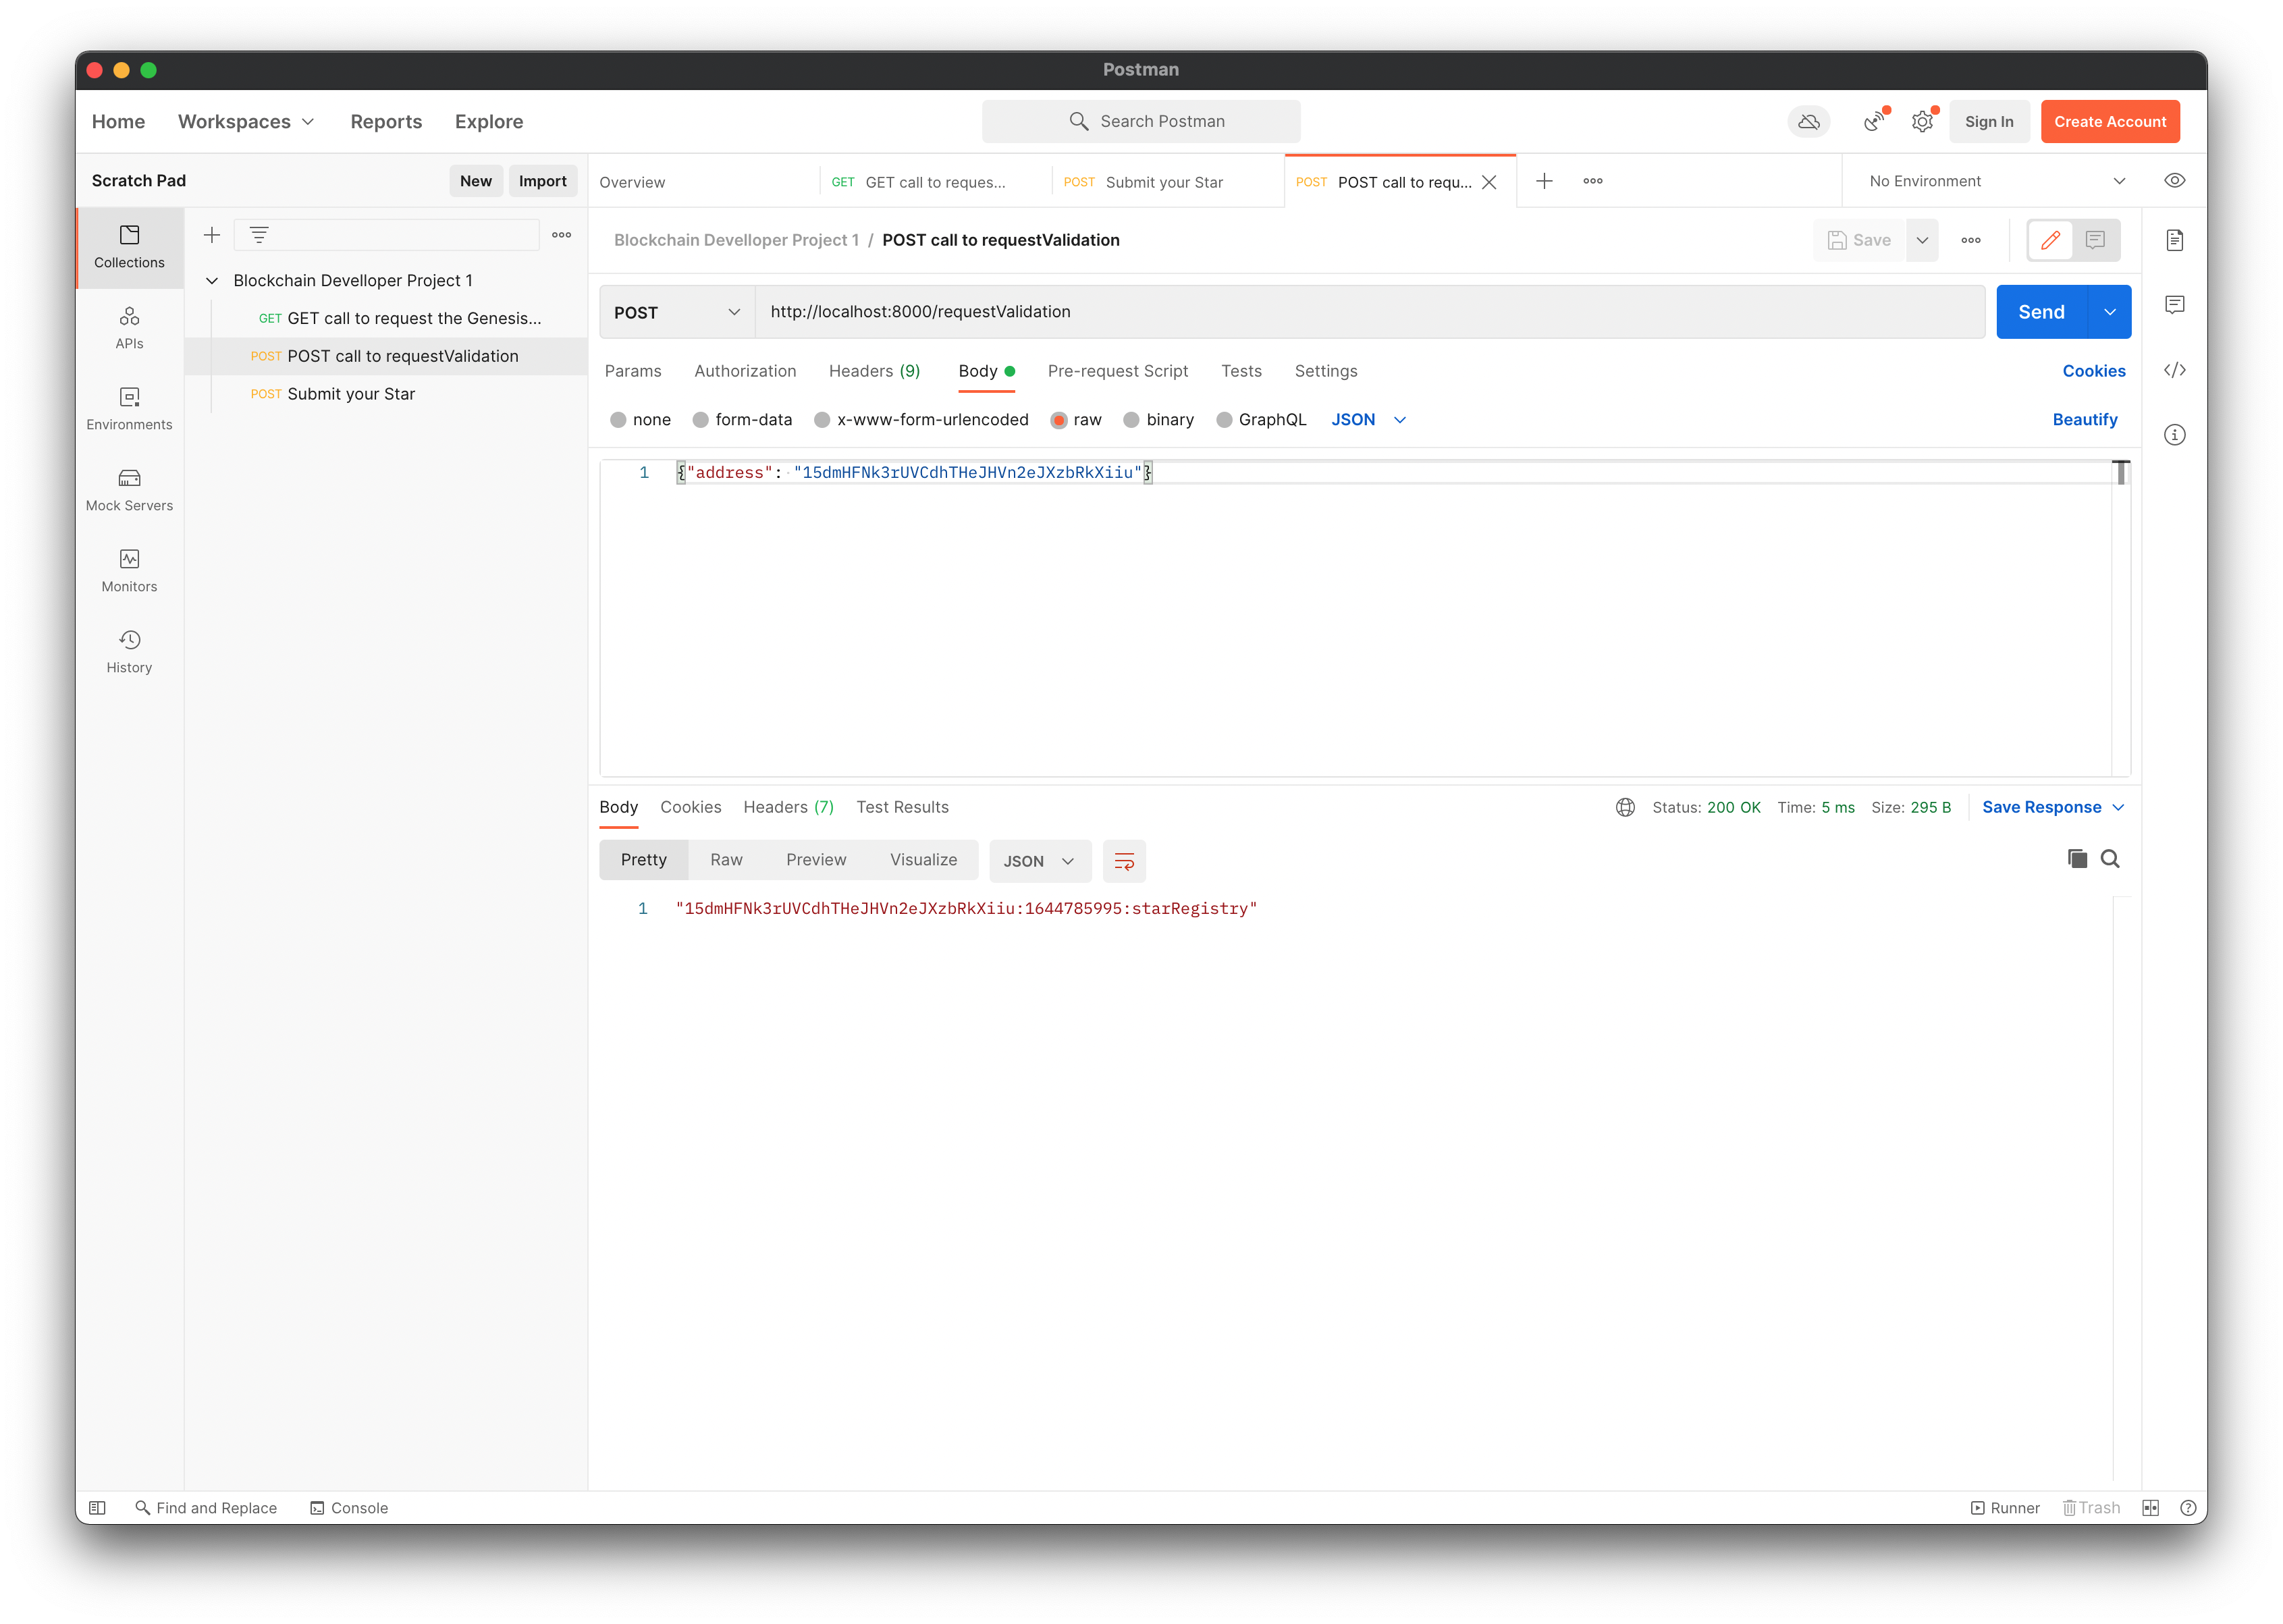 Postman
Home Workspaces Reports Explore Search Postman Sign In Create Account
Scratch Pad New Import
Overview GET GET call to reques... POST Submit your Star POST POST call to requ... No Environment
Collections
APIs
Environments
Mock Servers
Monitors
History
Blockchain Develloper Project 1
GET GET call to request the Genesis...
POST POST call to requestValidation
POST Submit your Star
Blockchain Develloper Project 1 / POST call to requestValidation Save
POST http://localhost:8000/requestValidation Send
Params Authorization Headers (9) Body Pre-request Script Tests Settings Cookies
none form-data x-www-form-urlencoded raw binary GraphQL JSON Beautify
1 {"address": "15dmHFNk3rUVCdhTHeJHVn2eJXzbRkXiiu"}
Body Cookies Headers (7) Test Results Status: 200 OK Time: 5 ms Size: 295 B Save Response
Pretty Raw Preview Visualize JSON
1 "15dmHFNk3rUVCdhTHeJHVn2eJXzbRkXiiu:1644785995:starRegistry"
Find and Replace Console Runner Trash